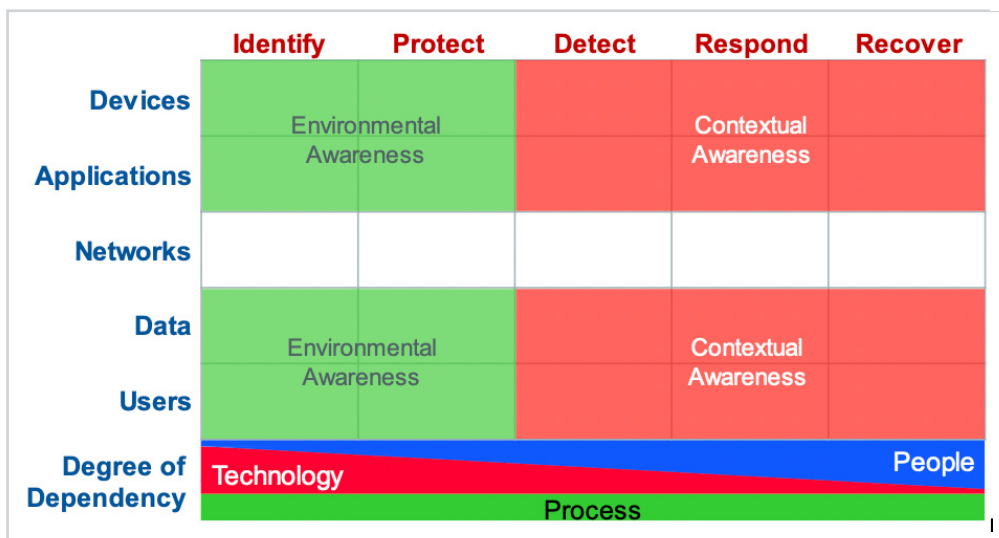 Identify Protect Detect Respond Recover
Devices
Environmental
Awareness
Contextual
Awareness
Applications
Networks
Data
Environmental
Awareness
Contextual
Awareness
Users
Degree of
Dependency
Technology
People
Process